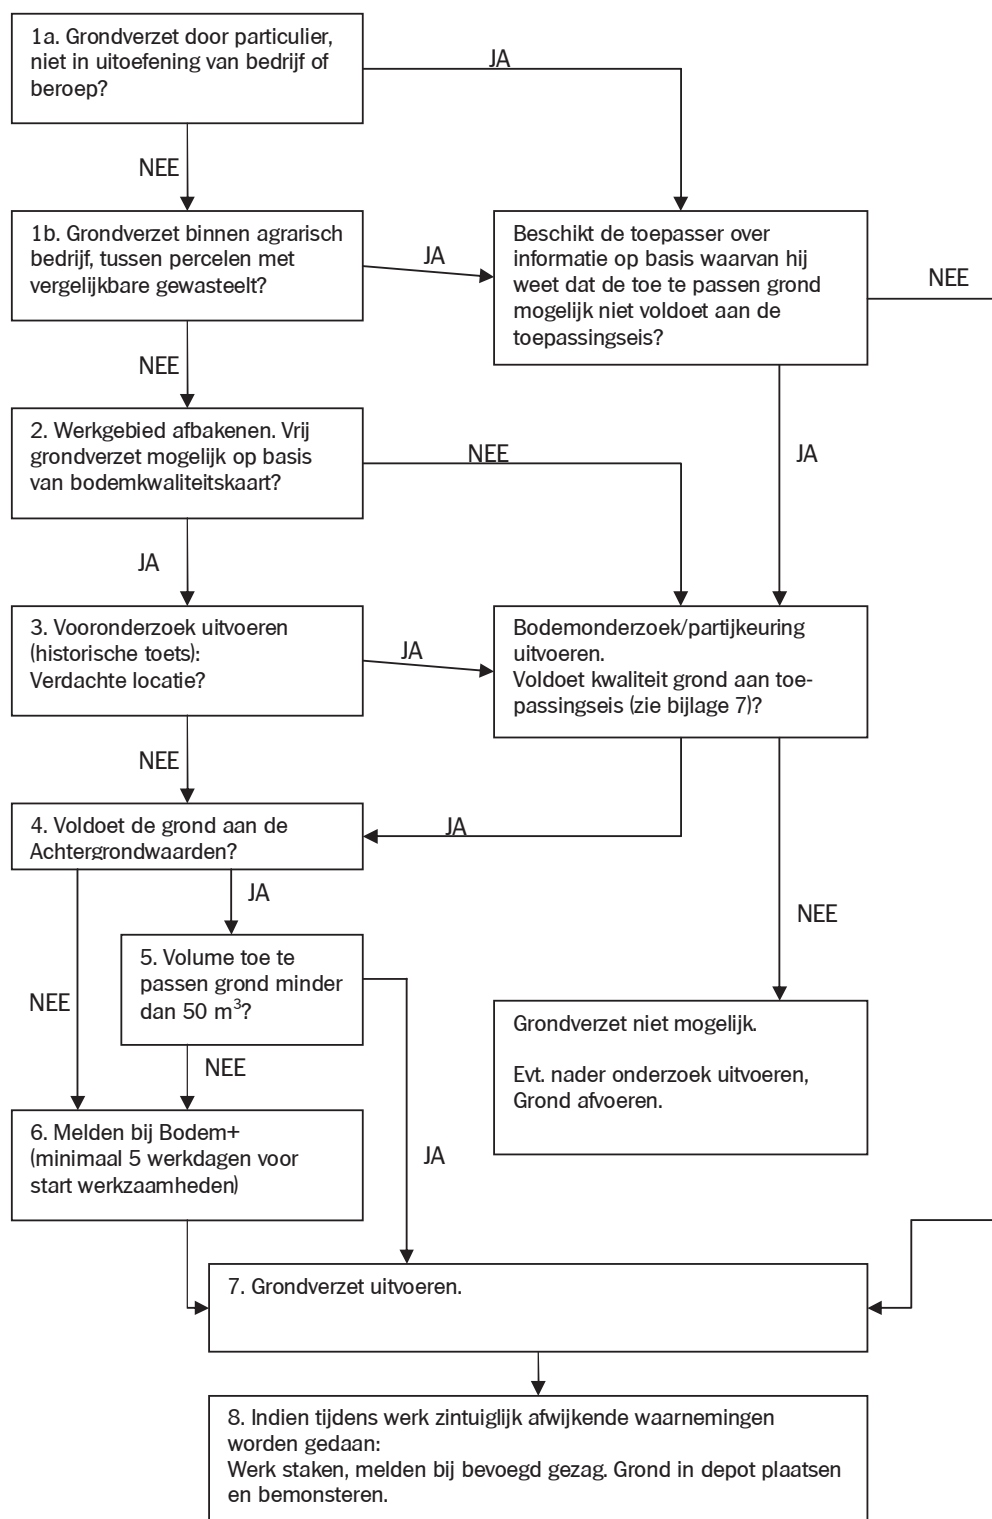 1a. Grondverzet door particulier,
niet in uitoefening van bedrijf of
beroep?
JA
NEE
1b. Grondverzet binnen agrarisch
bedrijf, tussen percelen met
vergelijkbare gewasteelt?
JA
Beschikt de toepasser over
informatie op basis waarvan hij
weet dat de toe te passen grond
mogelijk niet voldoet aan de
toepassingseis?
NEE
NEE
2. Werkgebied afbakenen. Vrij
grondverzet mogelijk op basis
van bodemkwaliteitskaart?
NEE
JA
JA
3. Vooronderzoek uitvoeren
(historische toets):
Verdachte locatie?
JA
Bodemonderzoek/partijkeuring
uitvoeren.
Voldoet kwaliteit grond aan toe-
passingseis (zie bijlage 7)?
NEE
4. Voldoet de grond aan de
Achtergrondwaarden?
JA
JA
NEE
5. Volume toe te
passen grond minder
dan 50 m³?
NEE
NEE
Grondverzet niet mogelijk.
Evt. nader onderzoek uitvoeren,
Grond afvoeren.
6. Melden bij Bodem+
(minimaal 5 werkdagen voor
start werkzaamheden)
JA
7. Grondverzet uitvoeren.
8. Indien tijdens werk zintuiglijk afwijkende waarnemingen
worden gedaan:
Werk staken, melden bij bevoegd gezag. Grond in depot plaatsen
en bemonsteren.